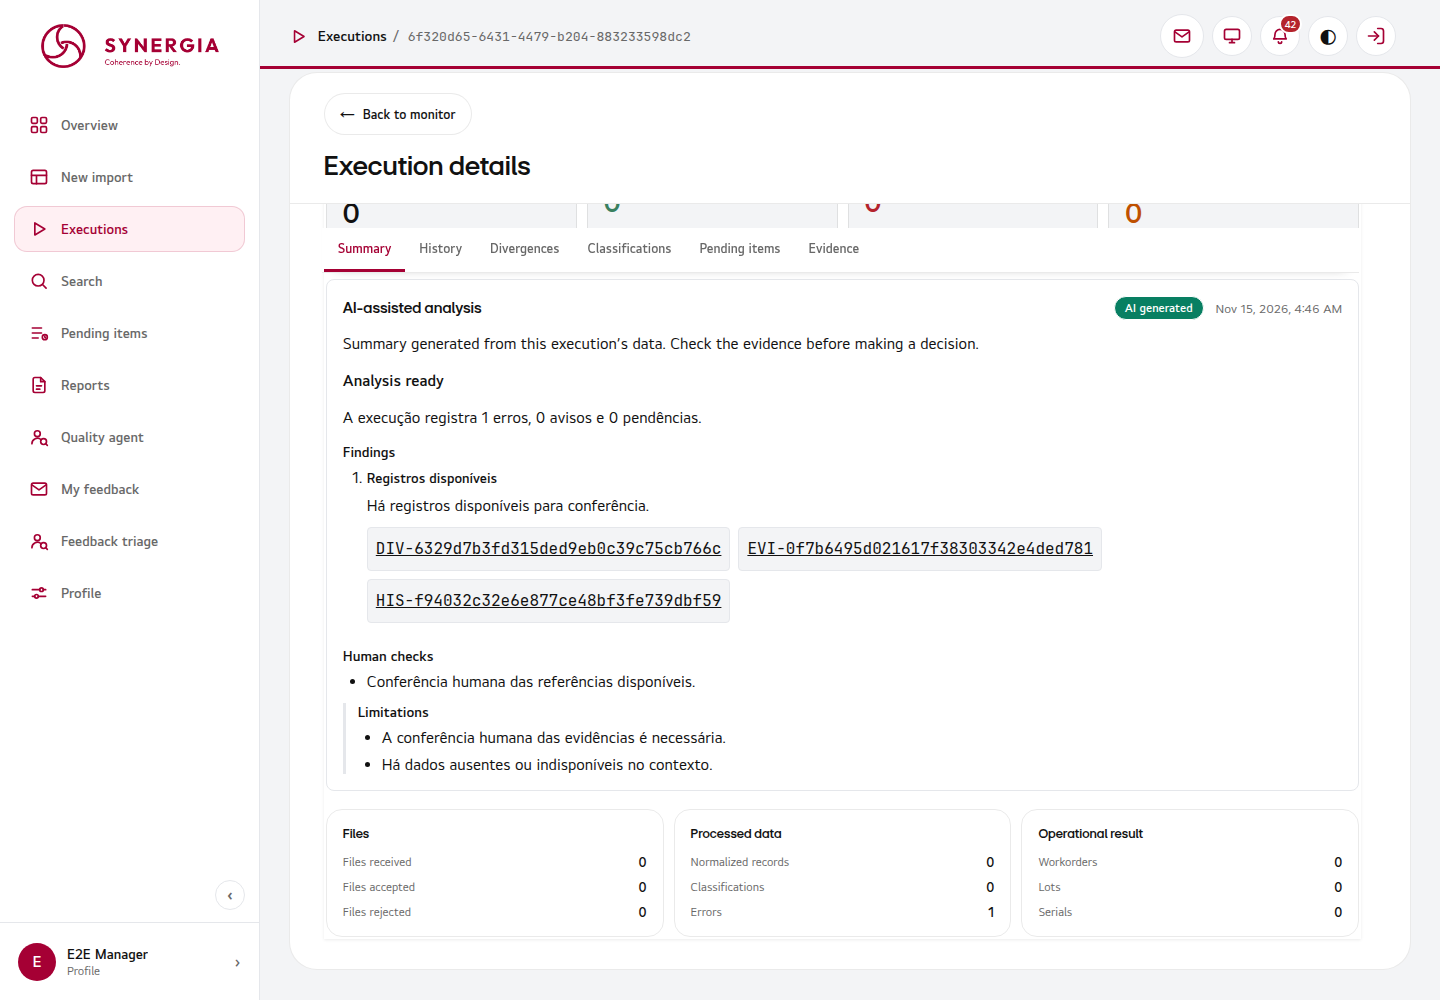 SYNERGIA
Coherence by Design.
Overview
New import
Executions
Search
Pending items
Reports
Quality agent
My feedback
Feedback triage
Profile
‹
E
E2E Manager
Profile
›
Executions / 6f320d65-6431-4479-b204-883233598dc2
42
← Back to monitor
Execution details
0 0 0 0
Summary History Divergences Classifications Pending items Evidence
AI-assisted analysis
AI generated Nov 15, 2026, 4:46 AM
Summary generated from this execution’s data. Check the evidence before making a decision.
Analysis ready
A execução registra 1 erros, 0 avisos e 0 pendências.
Findings
1. Registros disponíveis
Há registros disponíveis para conferência.
DIV-6329d7b3fd315ded9eb0c39c75cb766c EVI-0f7b6495d021617f38303342e4ded781
HIS-f94032c32e6e877ce48bf3fe739dbf59
Human checks
• Conferência humana das referências disponíveis.
Limitations
• A conferência humana das evidências é necessária.
• Há dados ausentes ou indisponíveis no contexto.
Files
Files received 0
Files accepted 0
Files rejected 0
Processed data
Normalized records 0
Classifications 0
Errors 1
Operational result
Workorders 0
Lots 0
Serials 0